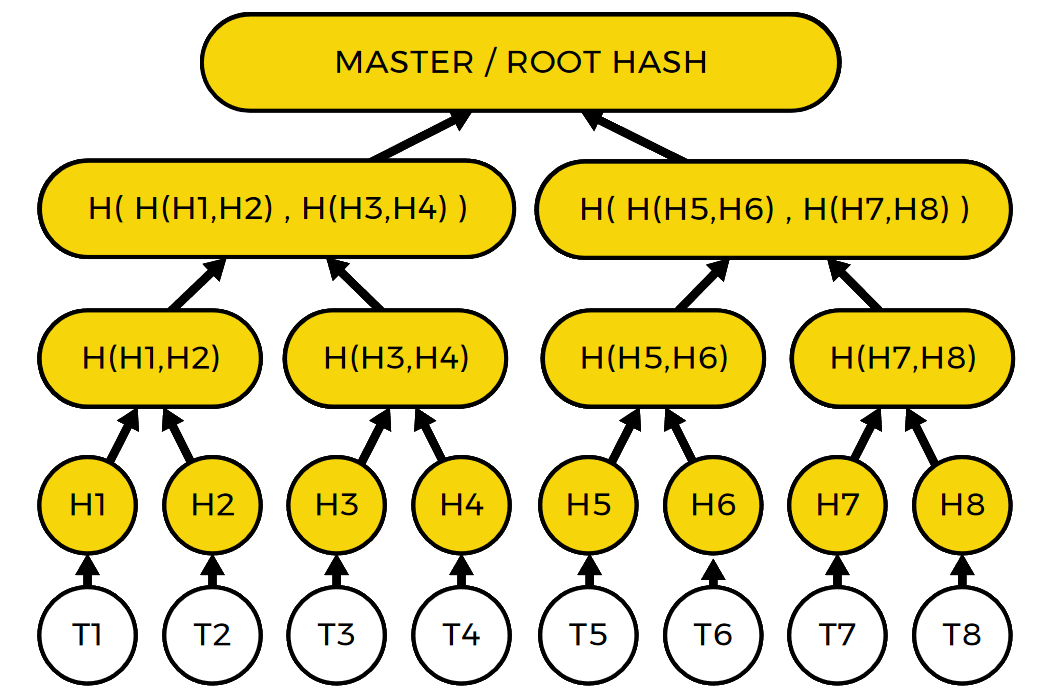 MASTER / ROOT HASH
H( H(H1,H2) , H(H3,H4) )
H( H(H5,H6) , H(H7,H8) )
H(H1,H2)
H(H3,H4)
H(H5,H6)
H(H7,H8)
H1
H2
H3
H4
H5
H6
H7
H8
T1
T2
T3
T4
T5
T6
T7
T8